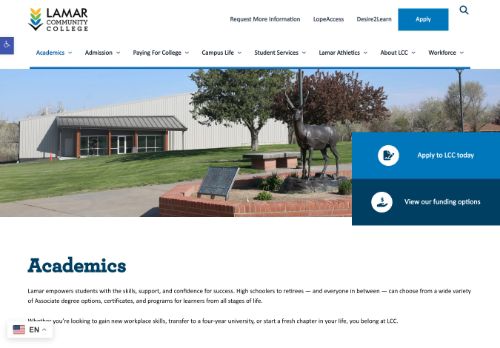 LAMAR
COMMUNITY
COLLEGE
Request More Information LopeAccess Desire2Learn Apply
Academics Admission Paying For College Campus Life Student Services Lamar Athletics About LCC Workforce
Apply to LCC today
View our funding options
Academics
Lamar empowers students with the skills, support, and confidence for success. High schoolers to retirees — and everyone in between — can choose from a wide variety
of Associate degree options, certificates, and programs for learners from all stages of life.
Whether you're looking to gain new workplace skills, transfer to a four-year university, or start a fresh chapter in your life, you belong at LCC.
EN